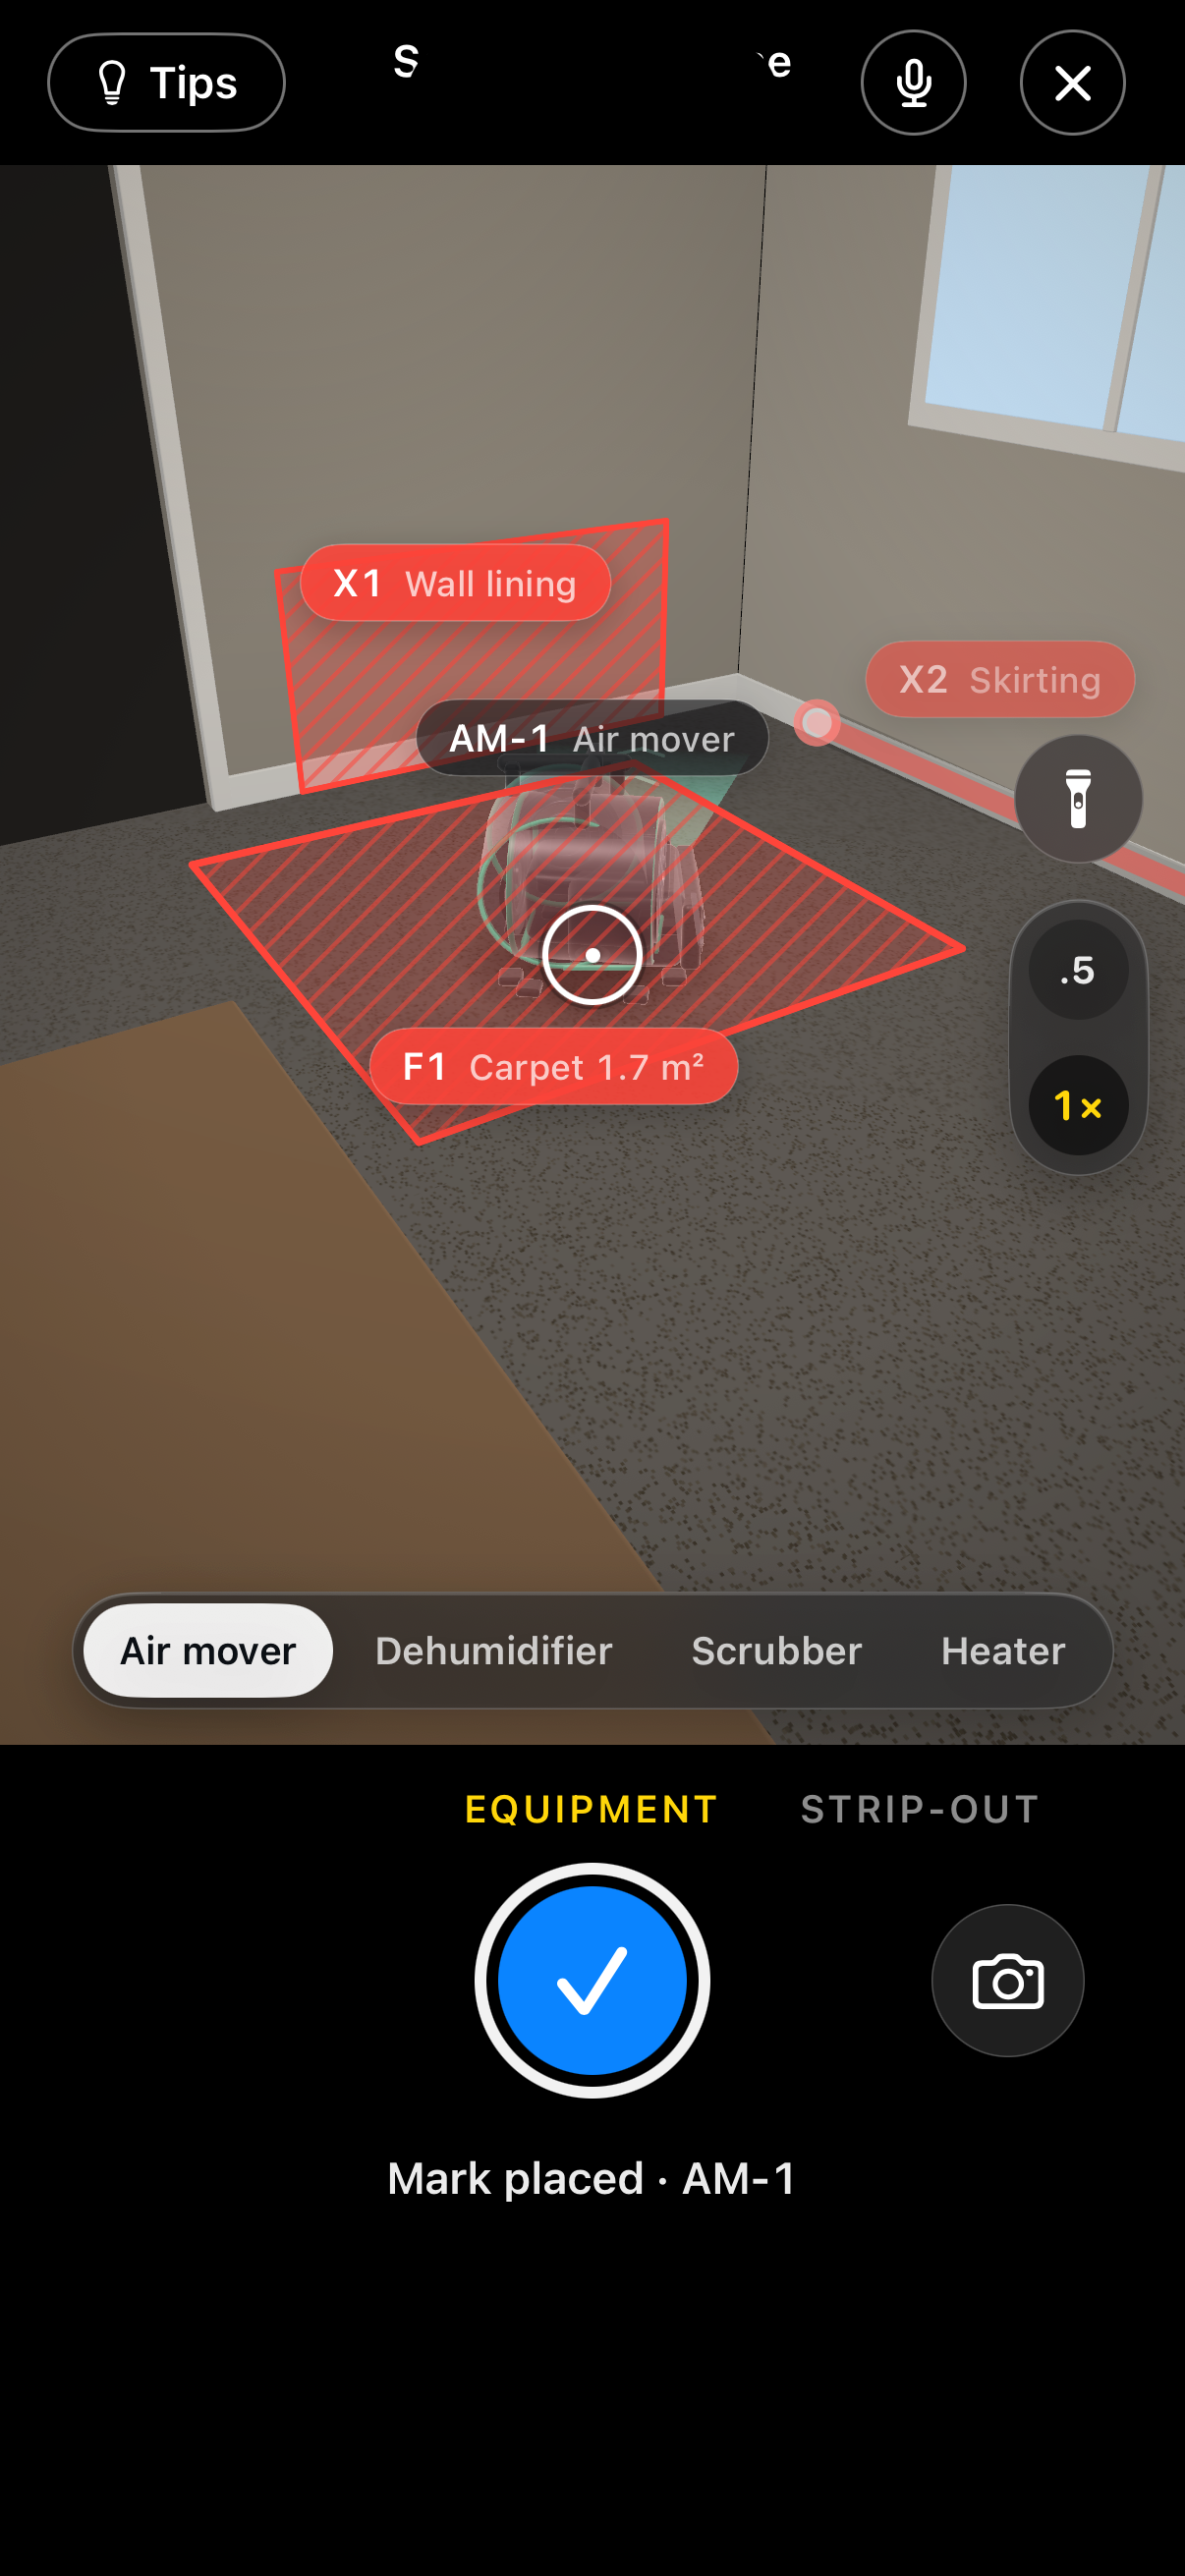 Tips
X1 Wall lining
X2 Skirting
AM-1 Air mover
.5
F1 Carpet 1.7 m²
1×
Air mover Dehumidifier Scrubber Heater
EQUIPMENT STRIP-OUT
Mark placed · AM-1